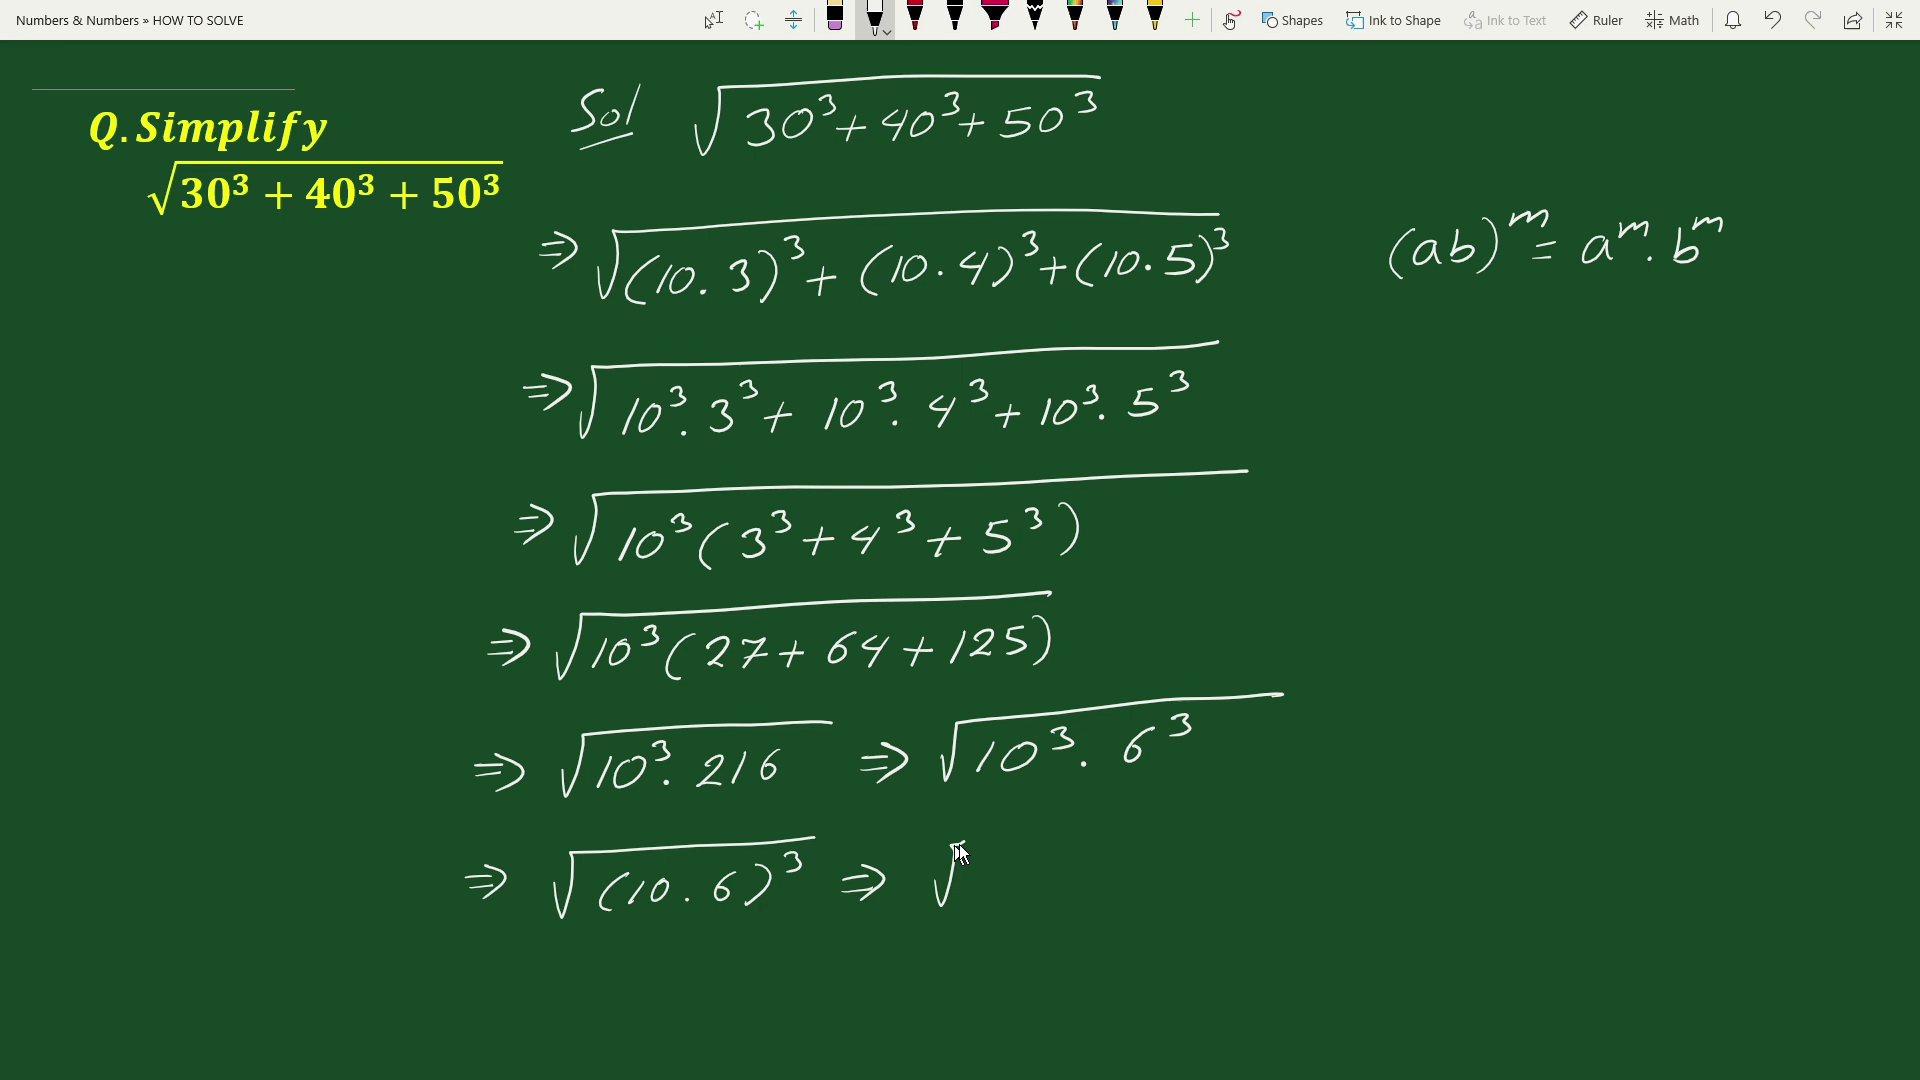 Numbers & Numbers » HOW TO SOLVE
Shapes Ink to Shape Ink to Text Ruler Math
Q. Simplify
√(30³ + 40³ + 50³)
Sol √(30³ + 40³ + 50³)
⇒ √((10.3)³ + (10.4)³ + (10.5)³)
(ab)ᵐ = aᵐ . bᵐ
⇒ √(10³. 3³ + 10³. 4³ + 10³. 5³)
⇒ √(10³(3³ + 4³ + 5³))
⇒ √(10³(27 + 64 + 125))
⇒ √(10³. 216) ⇒ √(10³. 6³)
⇒ √((10.6)³) ⇒ √